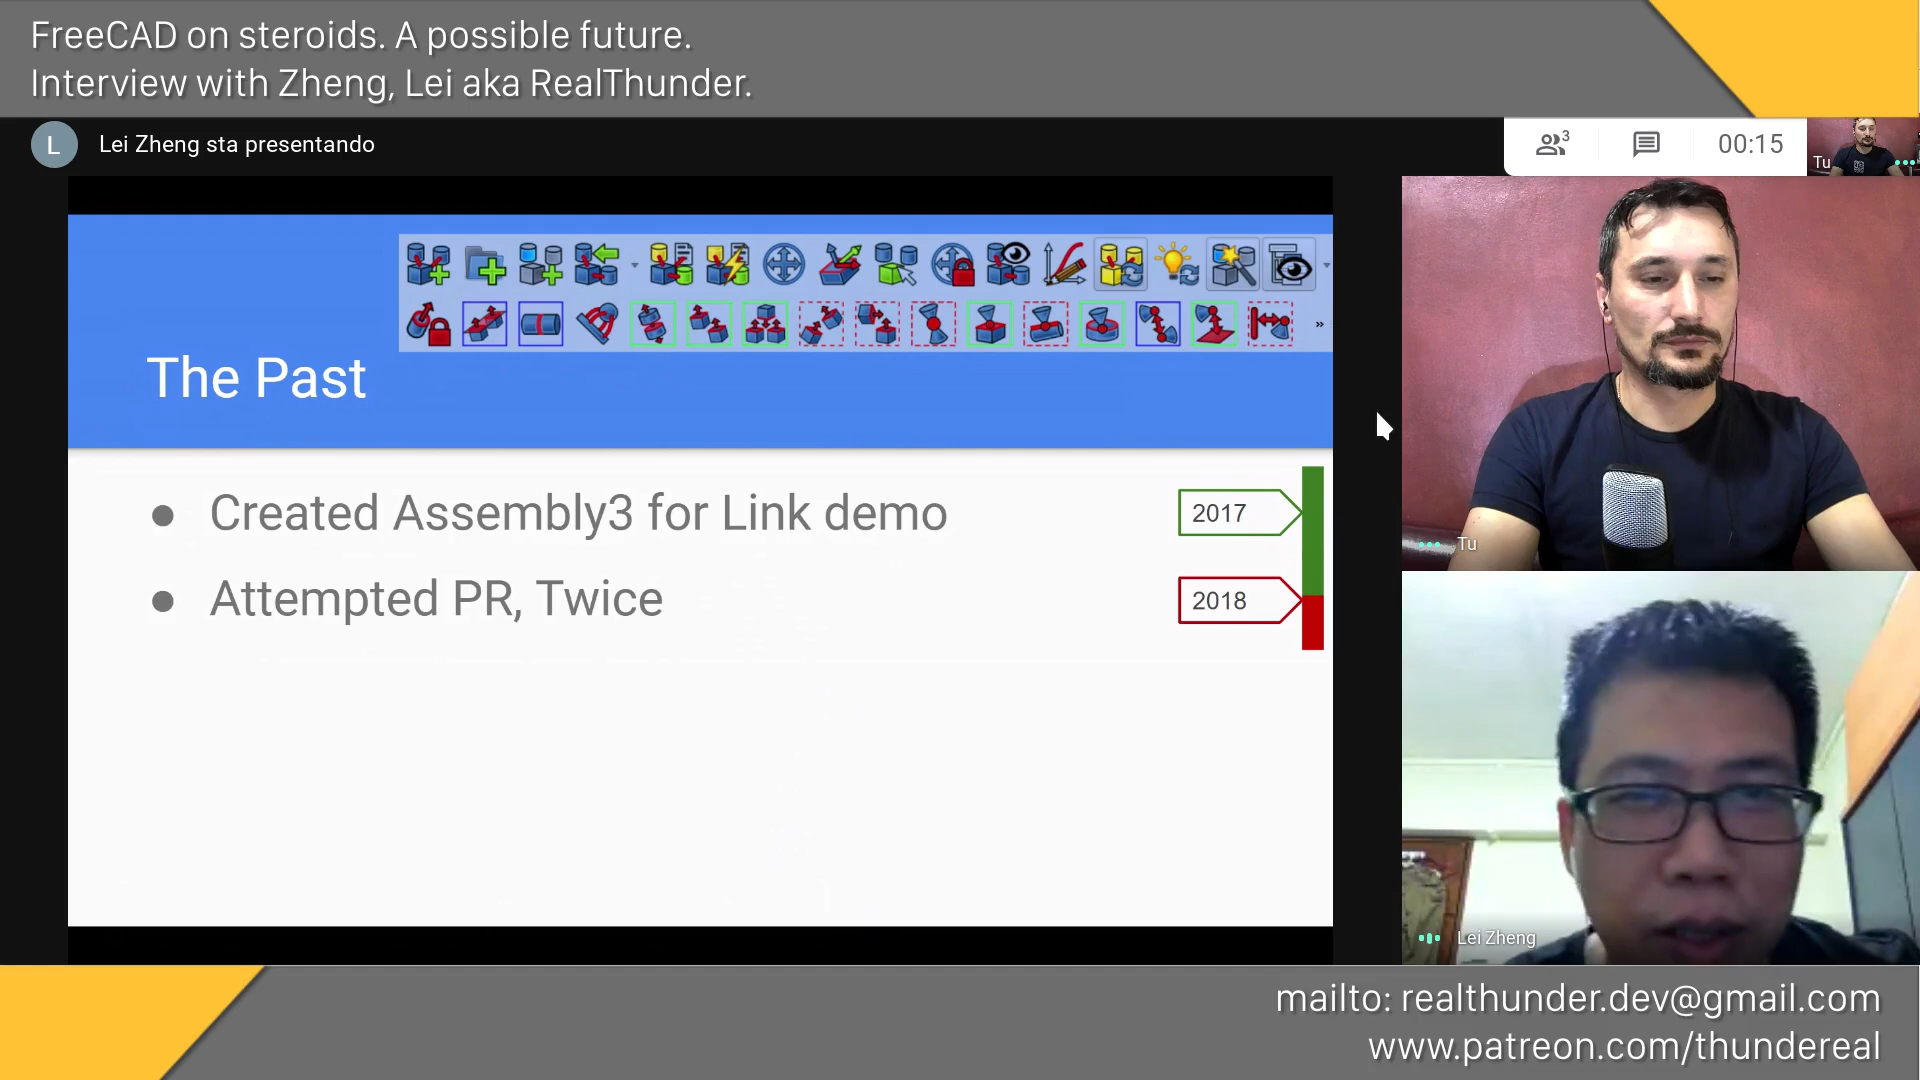 FreeCAD on steroids. A possible future.
Interview with Zheng, Lei aka RealThunder.
L
Lei Zheng sta presentando
3
00:15
Tu
The Past
»
Created Assembly3 for Link demo
2017
Attempted PR, Twice
2018
Tu
Lei Zheng
mailto: realthunder.dev@gmail.com
www.patreon.com/thundereal